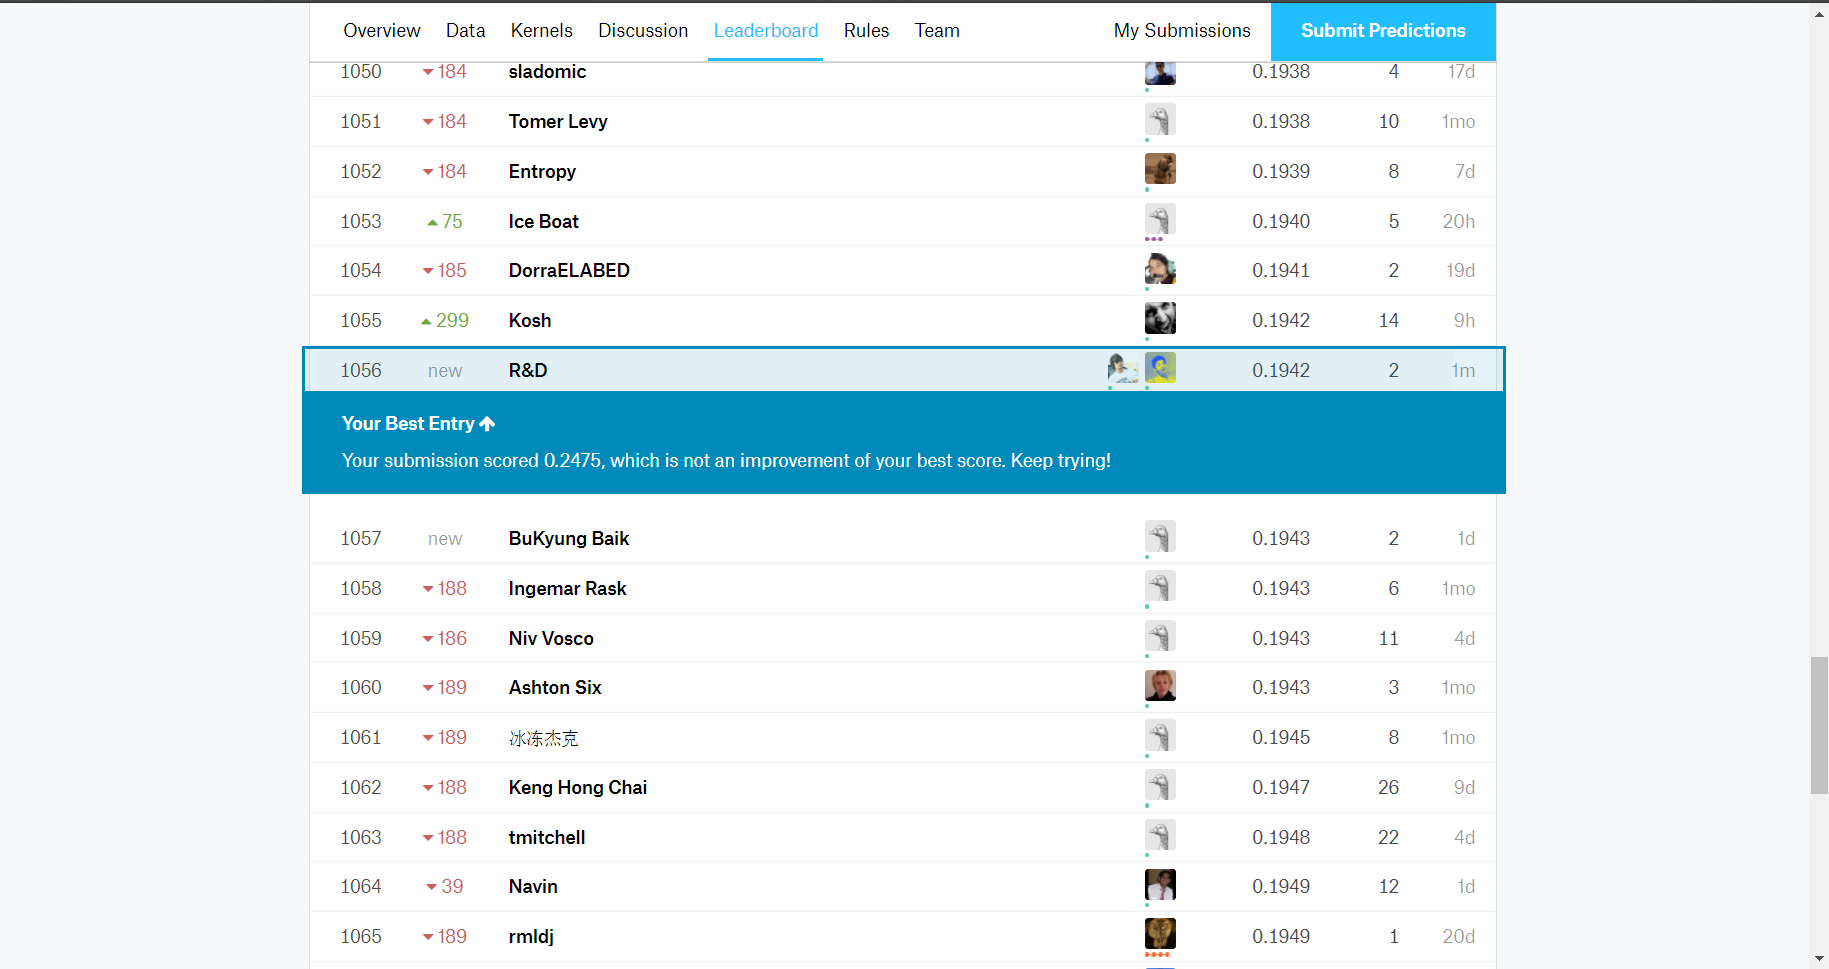 Overview Data Kernels Discussion Leaderboard Rules Team My Submissions Submit Predictions
1050 184 sladomic 0.1938 4 17d
1051 184 Tomer Levy 0.1938 10 1mo
1052 184 Entropy 0.1939 8 7d
1053 75 Ice Boat 0.1940 5 20h
1054 185 DorraELABED 0.1941 2 19d
1055 299 Kosh 0.1942 14 9h
1056 new R&D 0.1942 2 1m
Your Best Entry
Your submission scored 0.2475, which is not an improvement of your best score. Keep trying!
1057 new BuKyung Baik 0.1943 2 1d
1058 188 Ingemar Rask 0.1943 6 1mo
1059 186 Niv Vosco 0.1943 11 4d
1060 189 Ashton Six 0.1943 3 1mo
1061 189 冰冻杰克 0.1945 8 1mo
1062 188 Keng Hong Chai 0.1947 26 9d
1063 188 tmitchell 0.1948 22 4d
1064 39 Navin 0.1949 12 1d
1065 189 rmldj 0.1949 1 20d